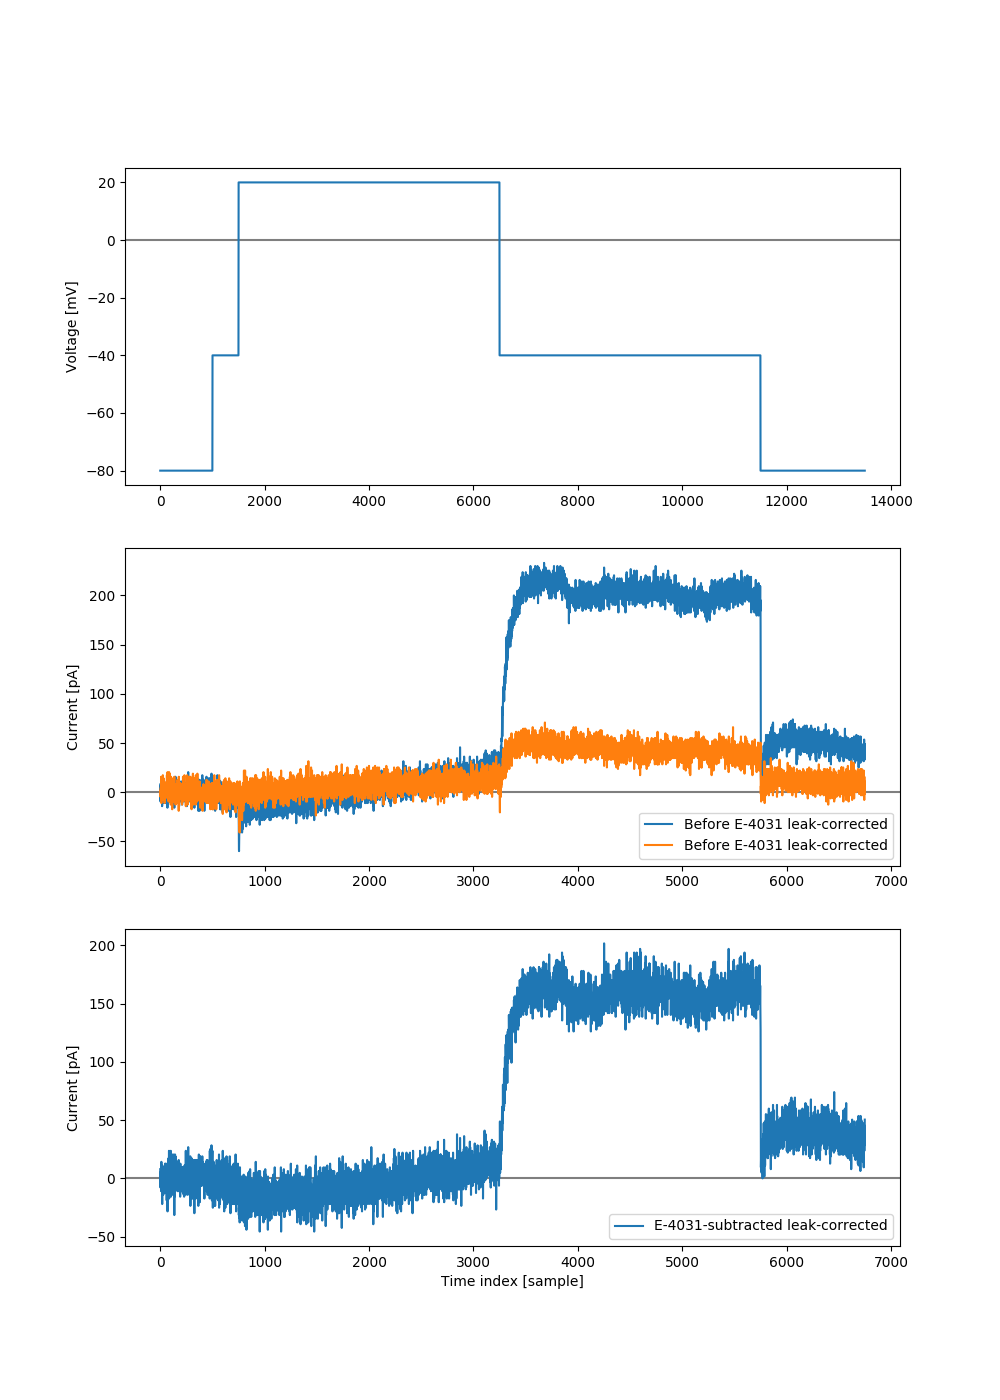 Voltage [mV]
20
0
−20
−40
−60
−80
0 2000 4000 6000 8000 10000 12000 14000
Current [pA]
200
150
100
50
0
−50
Before E-4031 leak-corrected
Before E-4031 leak-corrected
0 1000 2000 3000 4000 5000 6000 7000
Current [pA]
200
150
100
50
0
−50
E-4031-subtracted leak-corrected
0 1000 2000 3000 4000 5000 6000 7000
Time index [sample]